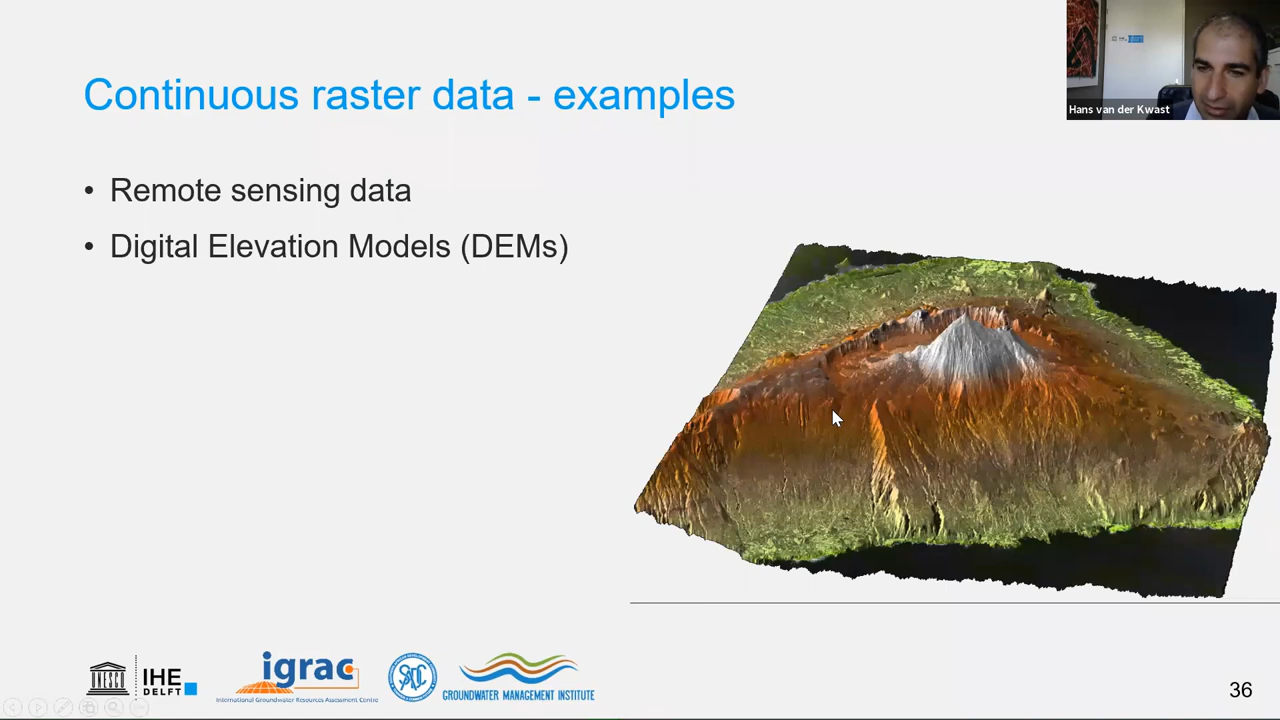 Continuous raster data - examples
Hans van der Kwast
• Remote sensing data
• Digital Elevation Models (DEMs)
UNESCO
IHE
DELFT
igrac
International Groundwater Resources Assessment Centre
GROUNDWATER MANAGEMENT INSTITUTE
36